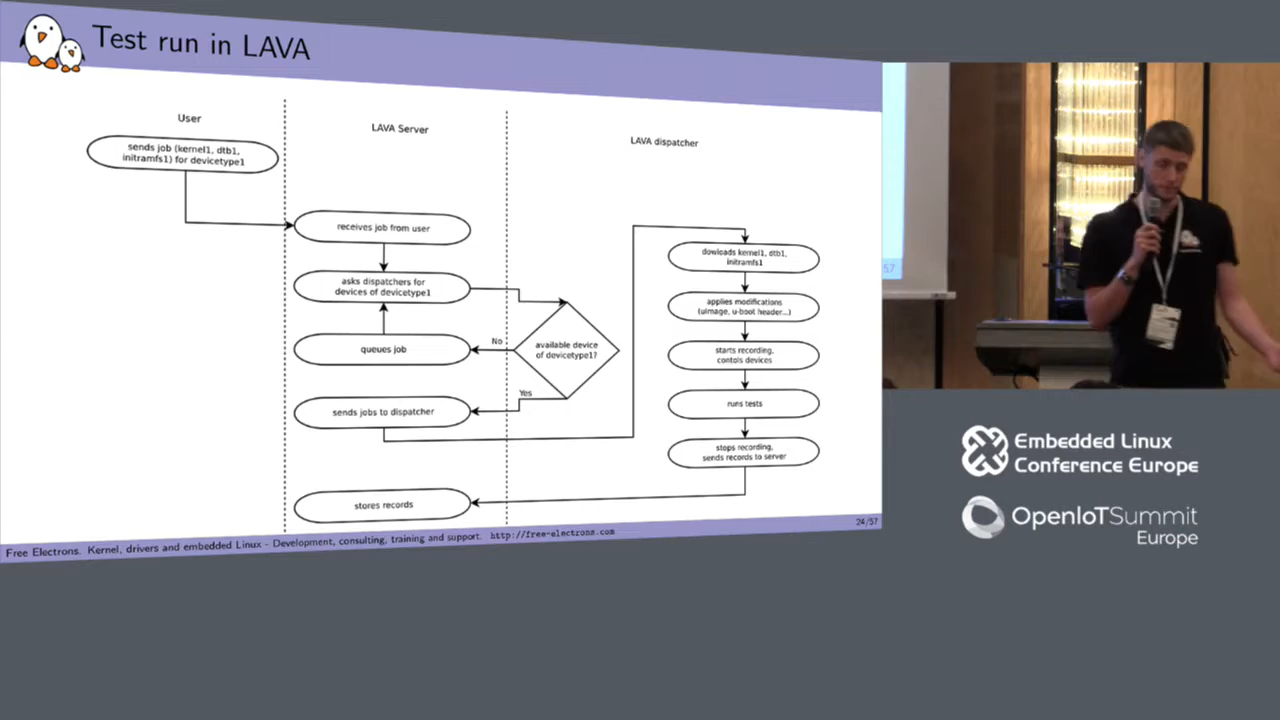 Test run in LAVA
User
LAVA Server
LAVA dispatcher
sends job (kernel1, dtb1,
initramfs1) for devicetype1
receives job from user
asks dispatchers for
devices of devicetype1
queues job
No
available device
of devicetype1?
Yes
sends jobs to dispatcher
dowloads kernel1, dtb1,
initramfs1
applies modifications
(uImage, u-boot header...)
starts recording,
contols devices
runs tests
stops recording,
sends records to server
stores records
Free Electrons. Kernel, drivers and embedded Linux - Development, consulting, training and support. http://free-electrons.com
24/57
57
Embedded Linux
Conference Europe
OpenIoTSummit
Europe